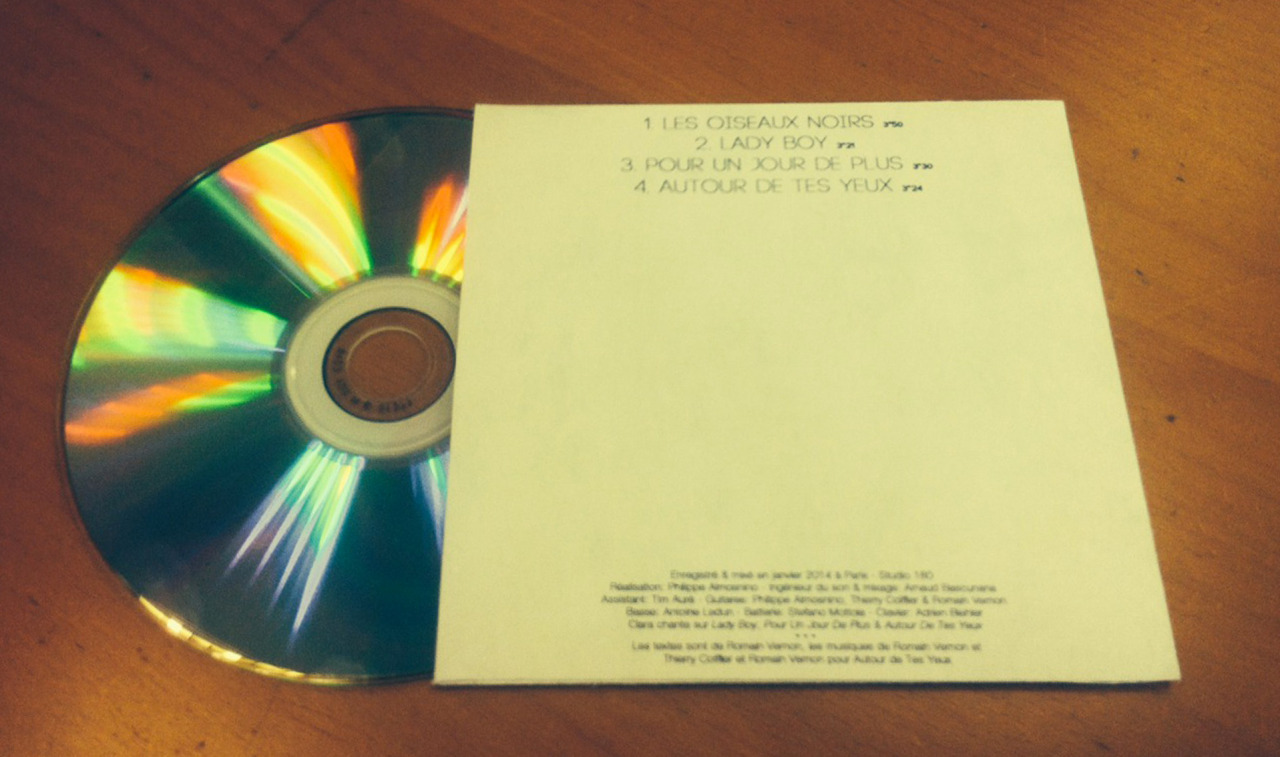 1. LES OISEAUX NOIRS 3"50
2. LADY BOY 3"21
3. POUR UN JOUR DE PLUS 3"30
4. AUTOUR DE TES YEUX 3"24
Enregistré & mixé en janvier 2014 à Paris - Studio 180
Réalisation: Philippe Almosnino - Ingénieur du son & mixage: Arnaud Bascunana
Assistant: Tim Auré - Guitares: Philippe Almosnino, Thierry Coiffier & Romain Vernon
Basse: Antoine - Batterie: Stefano - Clavier: Adrien
Clara chante sur Lady Boy, Pour Un Jour De Plus & Autour De Tes Yeux
***
Les textes sont de Romain Vernon, les musiques de Romain Vernon et
Thierry Coiffier et Romain Vernon pour Autour de Tes Yeux.